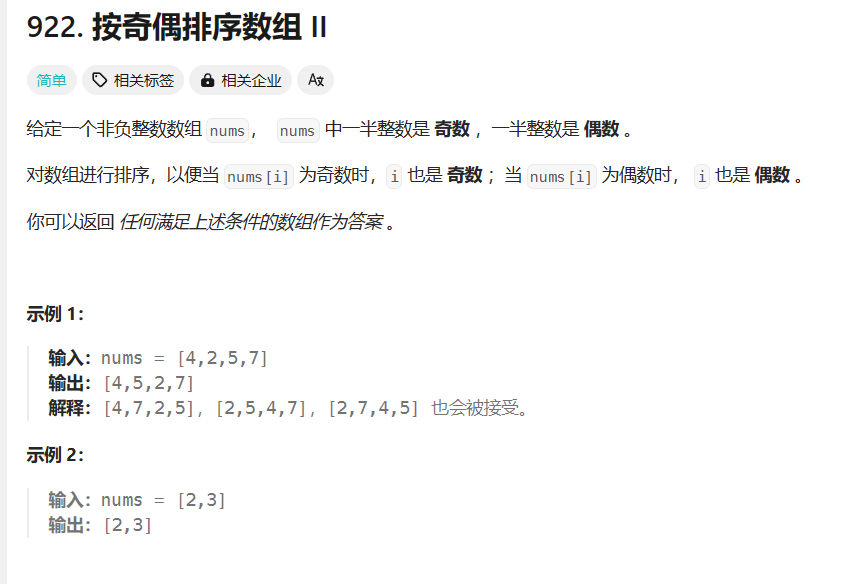 922. 按奇偶排序数组 II
简单 相关标签 相关企业 Ax
给定一个非负整数数组 nums， nums 中一半整数是 奇数 ，一半整数是 偶数 。
对数组进行排序，以便当 nums[i] 为奇数时，i 也是 奇数 ；当 nums[i] 为偶数时， i 也是 偶数 。
你可以返回 任何满足上述条件的数组作为答案 。
示例 1：
输入：nums = [4,2,5,7]
输出：[4,5,2,7]
解释：[4,7,2,5]，[2,5,4,7]，[2,7,4,5] 也会被接受。
示例 2：
输入：nums = [2,3]
输出：[2,3]